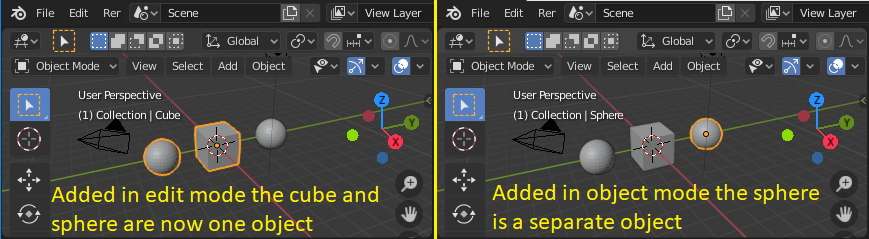 File Edit Rer Scene View Layer
Global
Object Mode View Select Add Object
User Perspective
(1) Collection | Cube
Z
Y
X
Added in edit mode the cube and
sphere are now one object
File Edit Rer Scene View Layer
Global
Object Mode View Select Add Object
User Perspective
(1) Collection | Sphere
Z
Y
X
Added in object mode the sphere
is a separate object